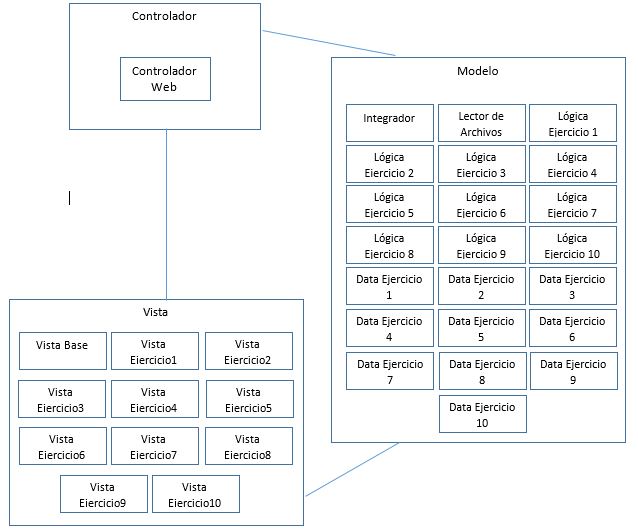 Controlador
Controlador
Web
Modelo
Integrador
Lector de
Archivos
Lógica
Ejercicio 1
Lógica
Ejercicio 2
Lógica
Ejercicio 3
Lógica
Ejercicio 4
Lógica
Ejercicio 5
Lógica
Ejercicio 6
Lógica
Ejercicio 7
Lógica
Ejercicio 8
Lógica
Ejercicio 9
Lógica
Ejercicio 10
Data Ejercicio
1
Data Ejercicio
2
Data Ejercicio
3
Data Ejercicio
4
Data Ejercicio
5
Data Ejercicio
6
Data Ejercicio
7
Data Ejercicio
8
Data Ejercicio
9
Data Ejercicio
10
Vista
Vista Base
Vista
Ejercicio1
Vista
Ejercicio2
Vista
Ejercicio3
Vista
Ejercicio4
Vista
Ejercicio5
Vista
Ejercicio6
Vista
Ejercicio7
Vista
Ejercicio8
Vista
Ejercicio9
Vista
Ejercicio10